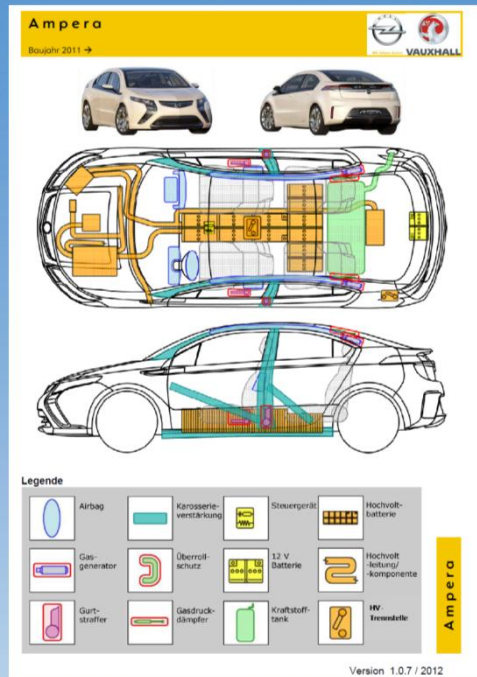 Ampera
Baujahr 2011 →
VAUXHALL
Legende
Airbag
Karosserie-
verstärkung
Steuergerät
Hochvolt-
batterie
Gas-
generator
Überroll-
schutz
12 V
Batterie
Hochvolt
-leitung/
-komponente
Gurt-
straffer
Gasdruck-
dämpfer
Kraftstoff-
tank
HV-
Trennstelle
Ampera
Version 1.0.7 / 2012